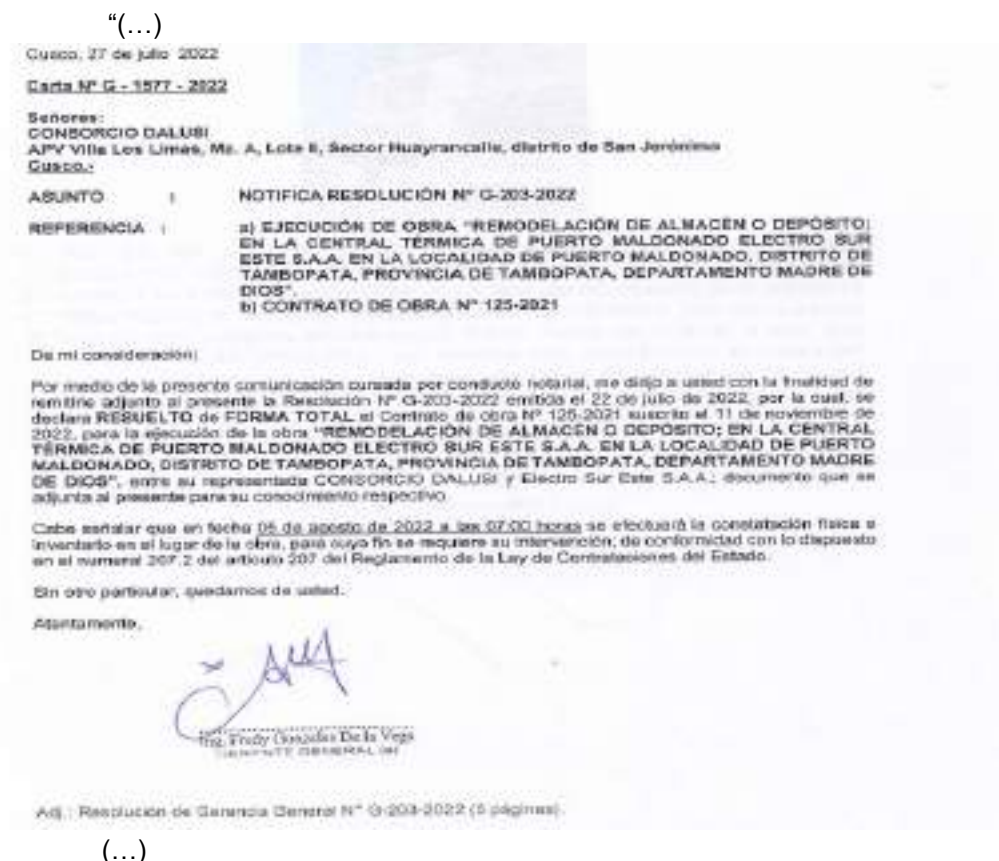 “(…)
Cusco, 27 de julio 2022
Carta N° G - 1577 - 2022
Señores:
CONSORCIO DALUSI
APV Villa Los Limas, Mz. A, Lote 8, Sector Huayrancalle, distrito de San Jerónimo
Cusco.-
ASUNTO : NOTIFICA RESOLUCIÓN N° G-203-2022
REFERENCIA : a) EJECUCIÓN DE OBRA "REMODELACIÓN DE ALMACÉN O DEPÓSITO;
EN LA CENTRAL TÉRMICA DE PUERTO MALDONADO ELECTRO SUR
ESTE S.A.A. EN LA LOCALIDAD DE PUERTO MALDONADO, DISTRITO DE
TAMBOPATA, PROVINCIA DE TAMBOPATA, DEPARTAMENTO MADRE DE
DIOS".
b) CONTRATO DE OBRA N° 125-2021
De mi consideración:
Por medio de la presente comunicación cursada por conducto notarial, me dirijo a usted con la finalidad de
remitirle adjunto al presente la Resolución N° G-203-2022 emitida el 22 de julio de 2022, por la cual, se
declara RESUELTO de FORMA TOTAL el Contrato de obra N° 125-2021 suscrito el 11 de noviembre de
2022, para la ejecución de la obra "REMODELACIÓN DE ALMACÉN O DEPÓSITO; EN LA CENTRAL
TÉRMICA DE PUERTO MALDONADO ELECTRO SUR ESTE S.A.A. EN LA LOCALIDAD DE PUERTO
MALDONADO, DISTRITO DE TAMBOPATA, PROVINCIA DE TAMBOPATA, DEPARTAMENTO MADRE
DE DIOS", entre su representada CONSORCIO DALUSI y Electro Sur Este S.A.A.; documento que se
adjunta al presente para su conocimiento respectivo.
Cabe señalar que en fecha 05 de agosto de 2022 a las 07:00 horas se efectuará la constatación física e
inventario en el lugar de la obra, para cuyo fin se requiere su intervención, de conformidad con lo dispuesto
en el numeral 207.2 del artículo 207 del Reglamento de la Ley de Contrataciones del Estado.
Sin otro particular, quedamos de usted.
Atentamente,
Ing. Fredy Gonzales De la Vega
GERENTE GENERAL (e)
Adj.: Resolución de Gerencia General N° G-203-2022 (5 páginas).
(…)